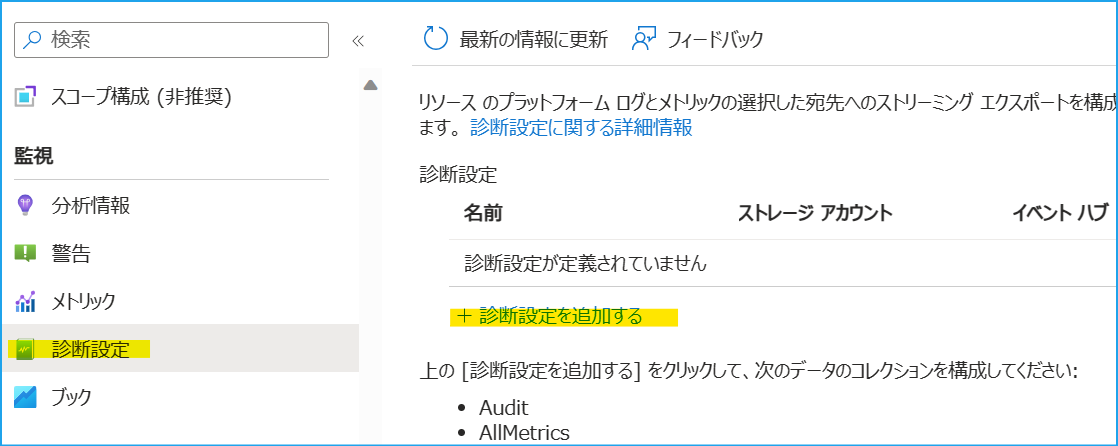 検索
スコープ構成 (非推奨)
監視
分析情報
警告
メトリック
診断設定
ブック
最新の情報に更新 フィードバック
リソース のプラットフォーム ログとメトリックの選択した宛先へのストリーミング エクスポートを構成
ます。 診断設定に関する詳細情報
診断設定
名前 ストレージ アカウント イベント ハブ
診断設定が定義されていません
+ 診断設定を追加する
上の [診断設定を追加する] をクリックして、次のデータのコレクションを構成してください:
• Audit
• AllMetrics